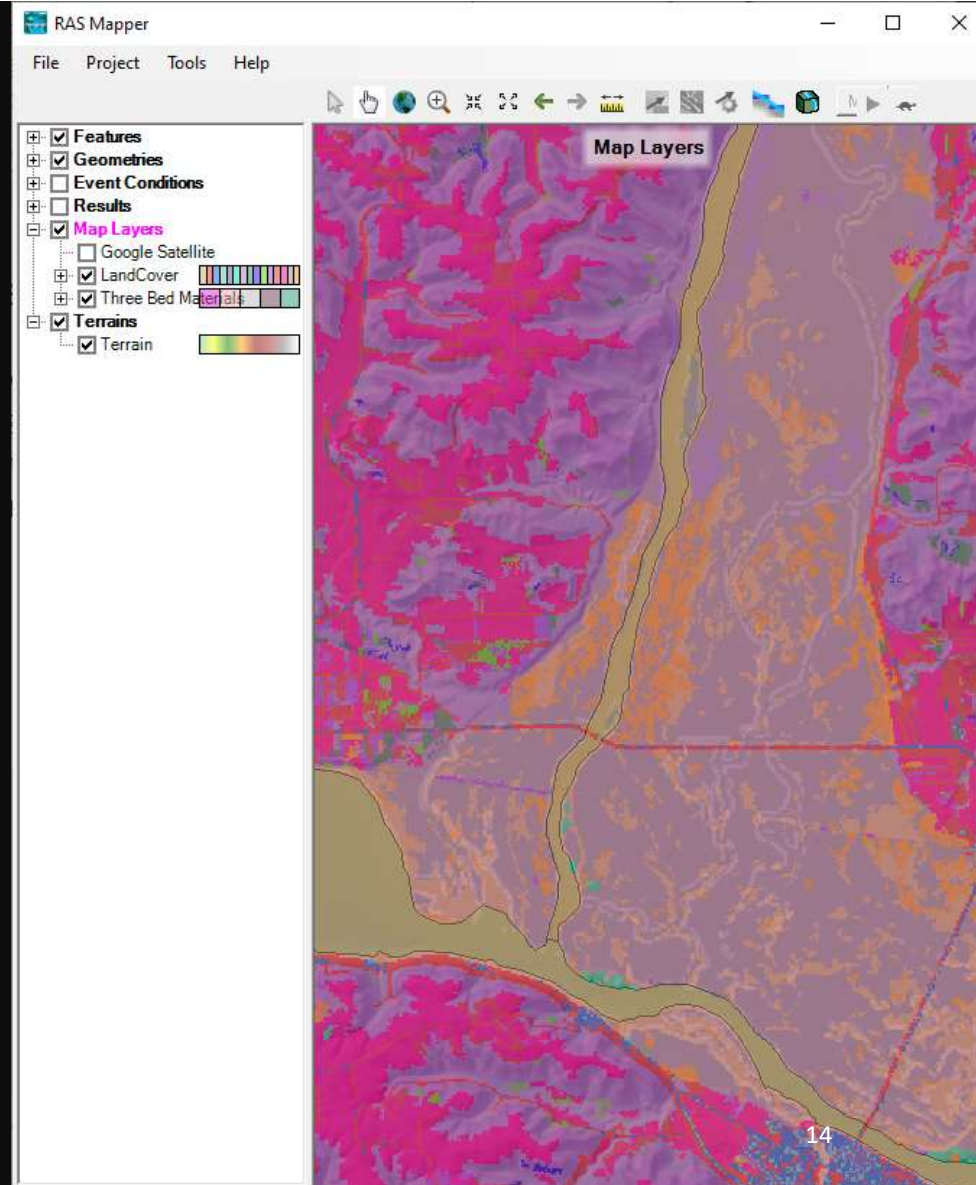 RAS Mapper
File Project Tools Help
Features
Geometries
Event Conditions
Results
Map Layers
Google Satellite
LandCover
Three Bed Materials
Terrains
Terrain
Map Layers
14